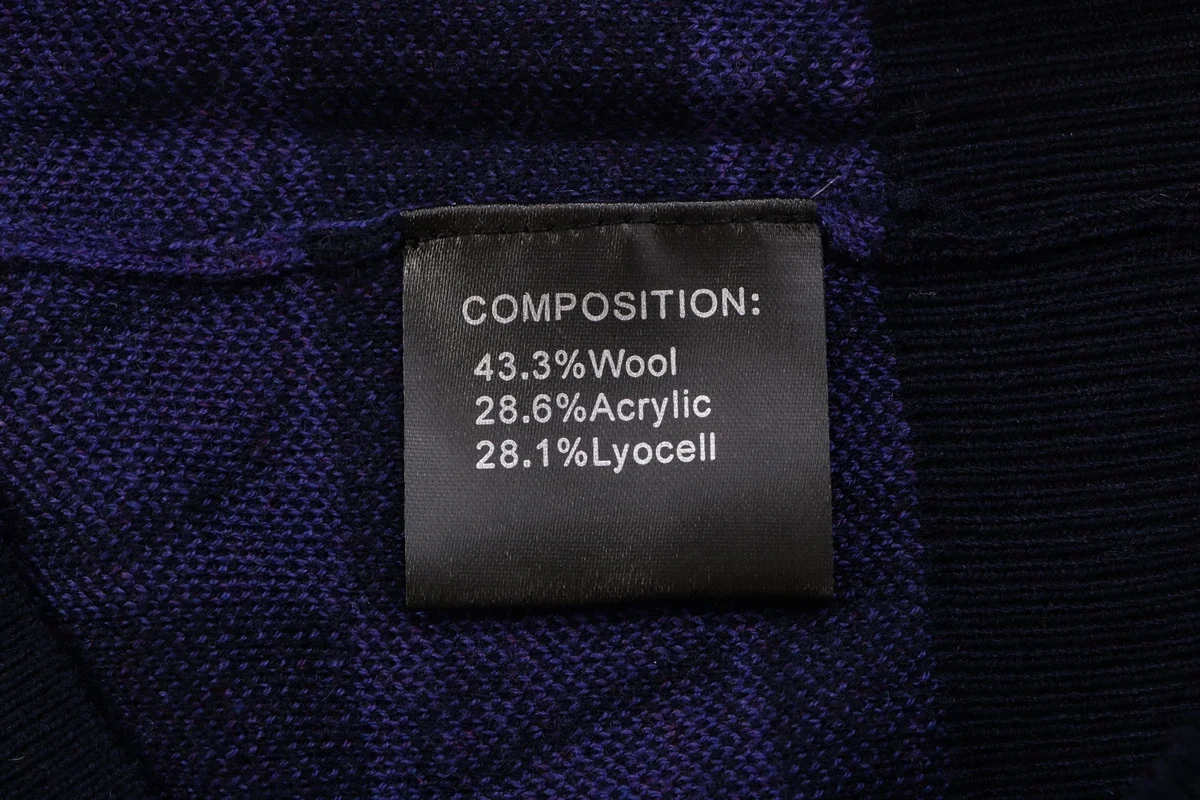 COMPOSITION:
43.3%Wool
28.6%Acrylic
28.1%Lyocell